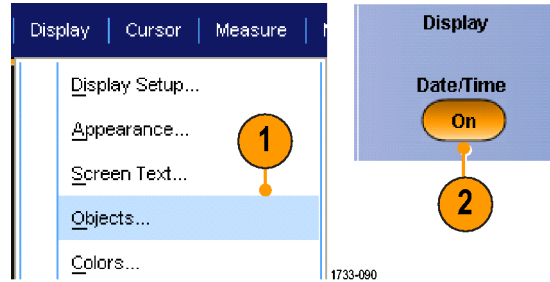 Display Cursor Measure
Display Setup...
Appearance...
Screen Text...
Objects...
Colors...
1
Display
Date/Time
On
2
1733-090